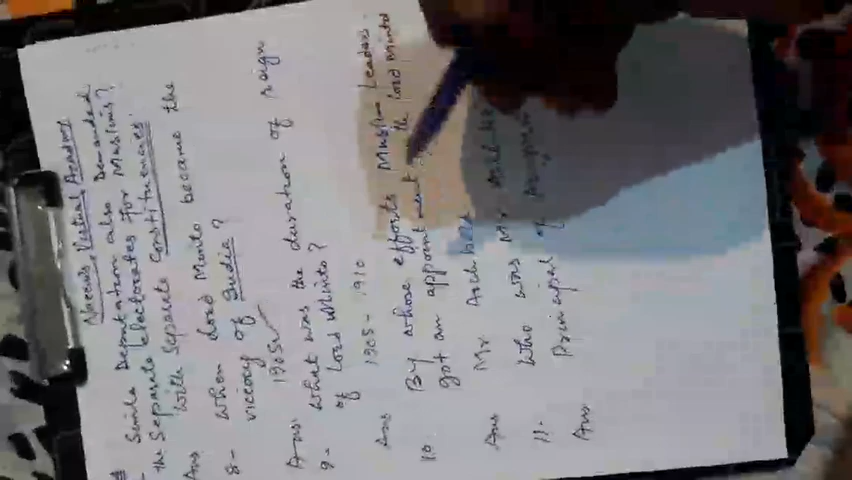 Naeem's Virtual Academy
Simla Deputation also Demanded
the Separate Electorates for Muslims?
Ans with Separate Constituencies.
8- When Lord Minto became the
viceroy of India?
Ans 1905
9- What was the duration of reign
of Lord Minto?
Ans 1905-1910
10. By whose efforts Muslim Leaders
got an appointment the Lord Minto
Ans Mr Archbold
11. Who was Mr
Ans Principal of